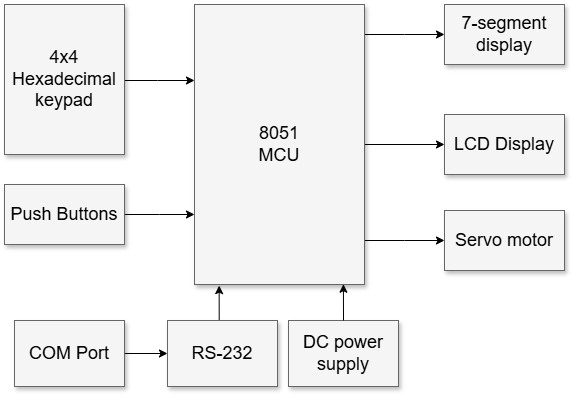 4x4
Hexadecimal
keypad
8051
MCU
7-segment
display
LCD Display
Push Buttons
Servo motor
COM Port
RS-232
DC power
supply